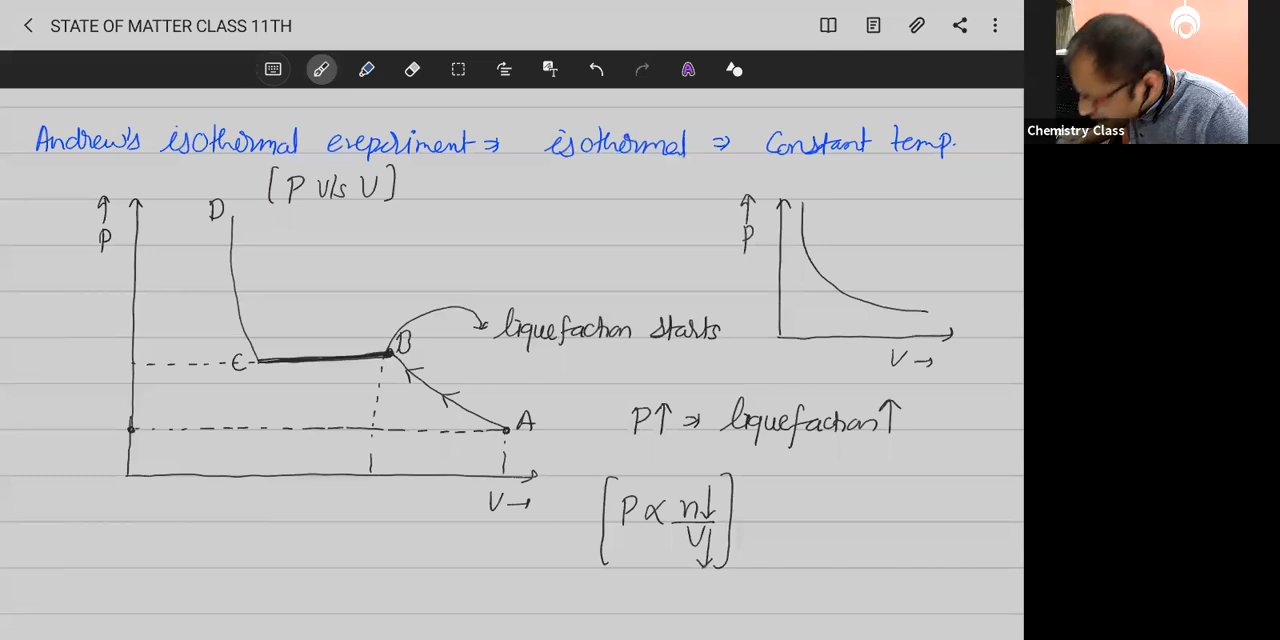 STATE OF MATTER CLASS 11TH
Chemistry Class
Andrew's isothermal experiment ⇒ isothermal ⇒ Constant temp.
[P v/s V]
↑
P
D
↑
P
B
liquefaction starts
C
V →
A
P↑ ⇒ liquefaction↑
V →
[P ∝ n↓/V↓]